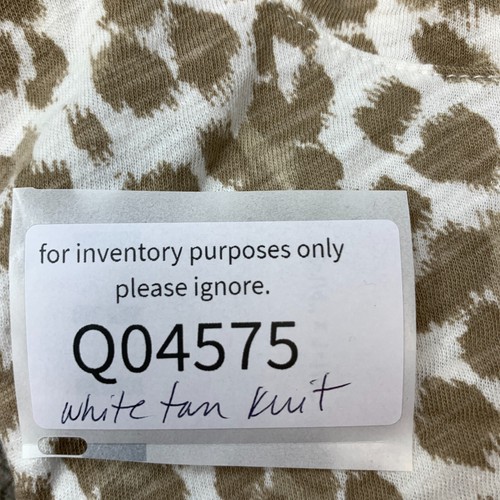 for inventory purposes only
please ignore.
Q04575
white tan knit